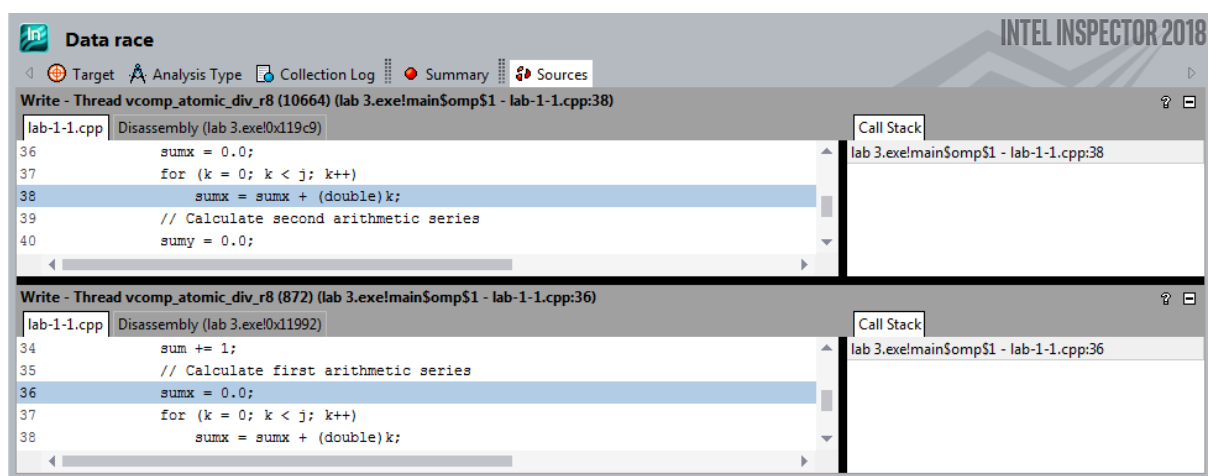 Data race
INTEL INSPECTOR 2018
Target Analysis Type Collection Log Summary Sources
Write - Thread vcomp_atomic_div_r8 (10664) (lab 3.exe!main$omp$1 - lab-1-1.cpp:38)
lab-1-1.cpp Disassembly (lab 3.exe!0x119c9) Call Stack
36 sumx = 0.0; lab 3.exe!main$omp$1 - lab-1-1.cpp:38
37 for (k = 0; k < j; k++)
38 sumx = sumx + (double)k;
39 // Calculate second arithmetic series
40 sumy = 0.0;
Write - Thread vcomp_atomic_div_r8 (872) (lab 3.exe!main$omp$1 - lab-1-1.cpp:36)
lab-1-1.cpp Disassembly (lab 3.exe!0x11992) Call Stack
34 sum += 1; lab 3.exe!main$omp$1 - lab-1-1.cpp:36
35 // Calculate first arithmetic series
36 sumx = 0.0;
37 for (k = 0; k < j; k++)
38 sumx = sumx + (double)k;